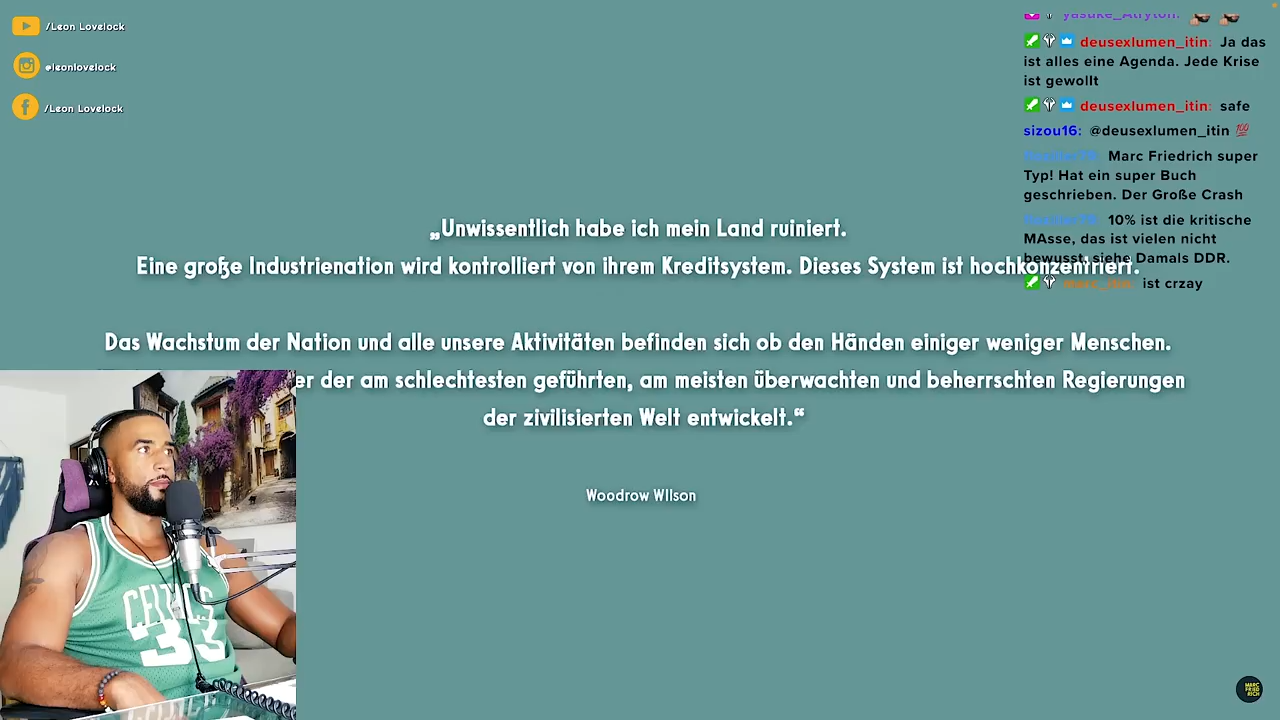 /Leon Lovelock
@leonlovelock
/Leon Lovelock
deusexlumen_itin: Ja das
ist alles eine Agenda. Jede Krise
ist gewollt
deusexlumen_itin: safe
sizou16: @deusexlumen_itin 💯
Marc Friedrich super
Typ! Hat ein super Buch
geschrieben. Der Große Crash
10% ist die kritische
MAsse, das ist vielen nicht
bewusst, siehe Damals DDR.
ist crzay
„Unwissentlich habe ich mein Land ruiniert.
Eine große Industrienation wird kontrolliert von ihrem Kreditsystem. Dieses System ist hochkonzentriert.
Das Wachstum der Nation und alle unsere Aktivitäten befinden sich ob den Händen einiger weniger Menschen.
der am schlechtesten geführten, am meisten überwachten und beherrschten Regierungen
der zivilisierten Welt entwickelt.“
Woodrow WIlson
CELTICS
33
MARC
FRIED
RICH